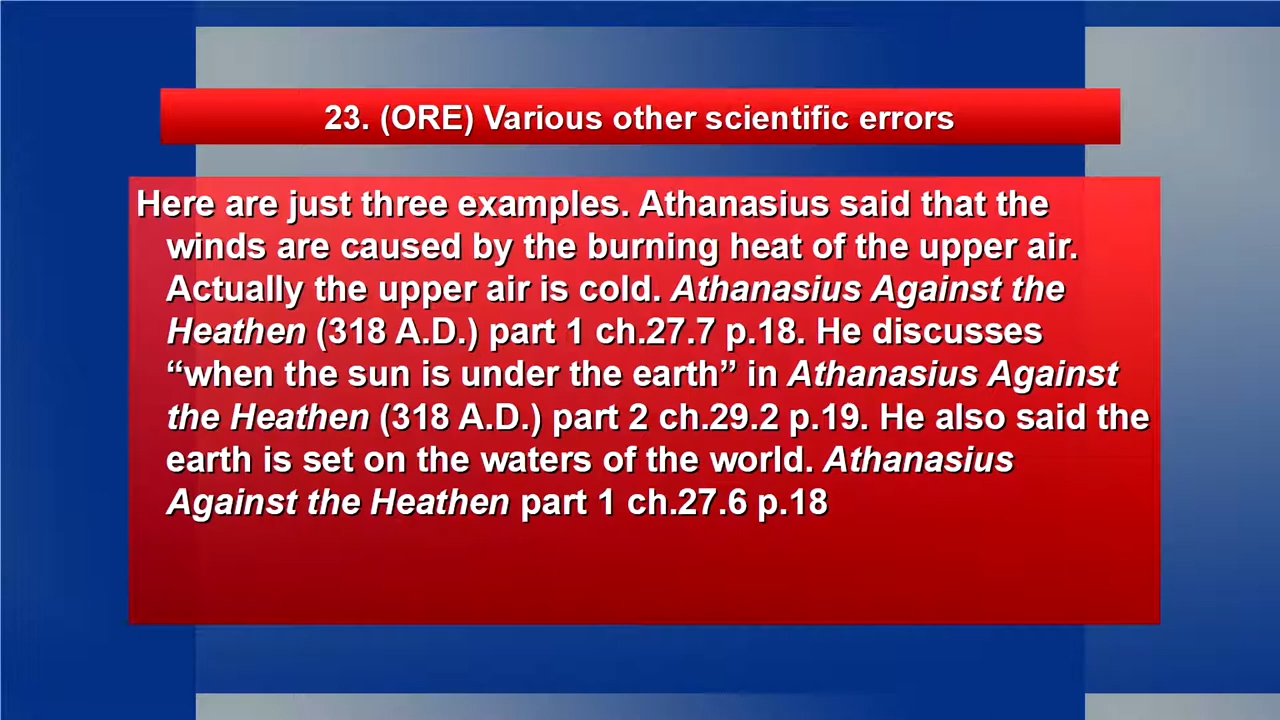 23. (ORE) Various other scientific errors
Here are just three examples. Athanasius said that the
winds are caused by the burning heat of the upper air.
Actually the upper air is cold. Athanasius Against the
Heathen (318 A.D.) part 1 ch.27.7 p.18. He discusses
“when the sun is under the earth” in Athanasius Against
the Heathen (318 A.D.) part 2 ch.29.2 p.19. He also said the
earth is set on the waters of the world. Athanasius
Against the Heathen part 1 ch.27.6 p.18